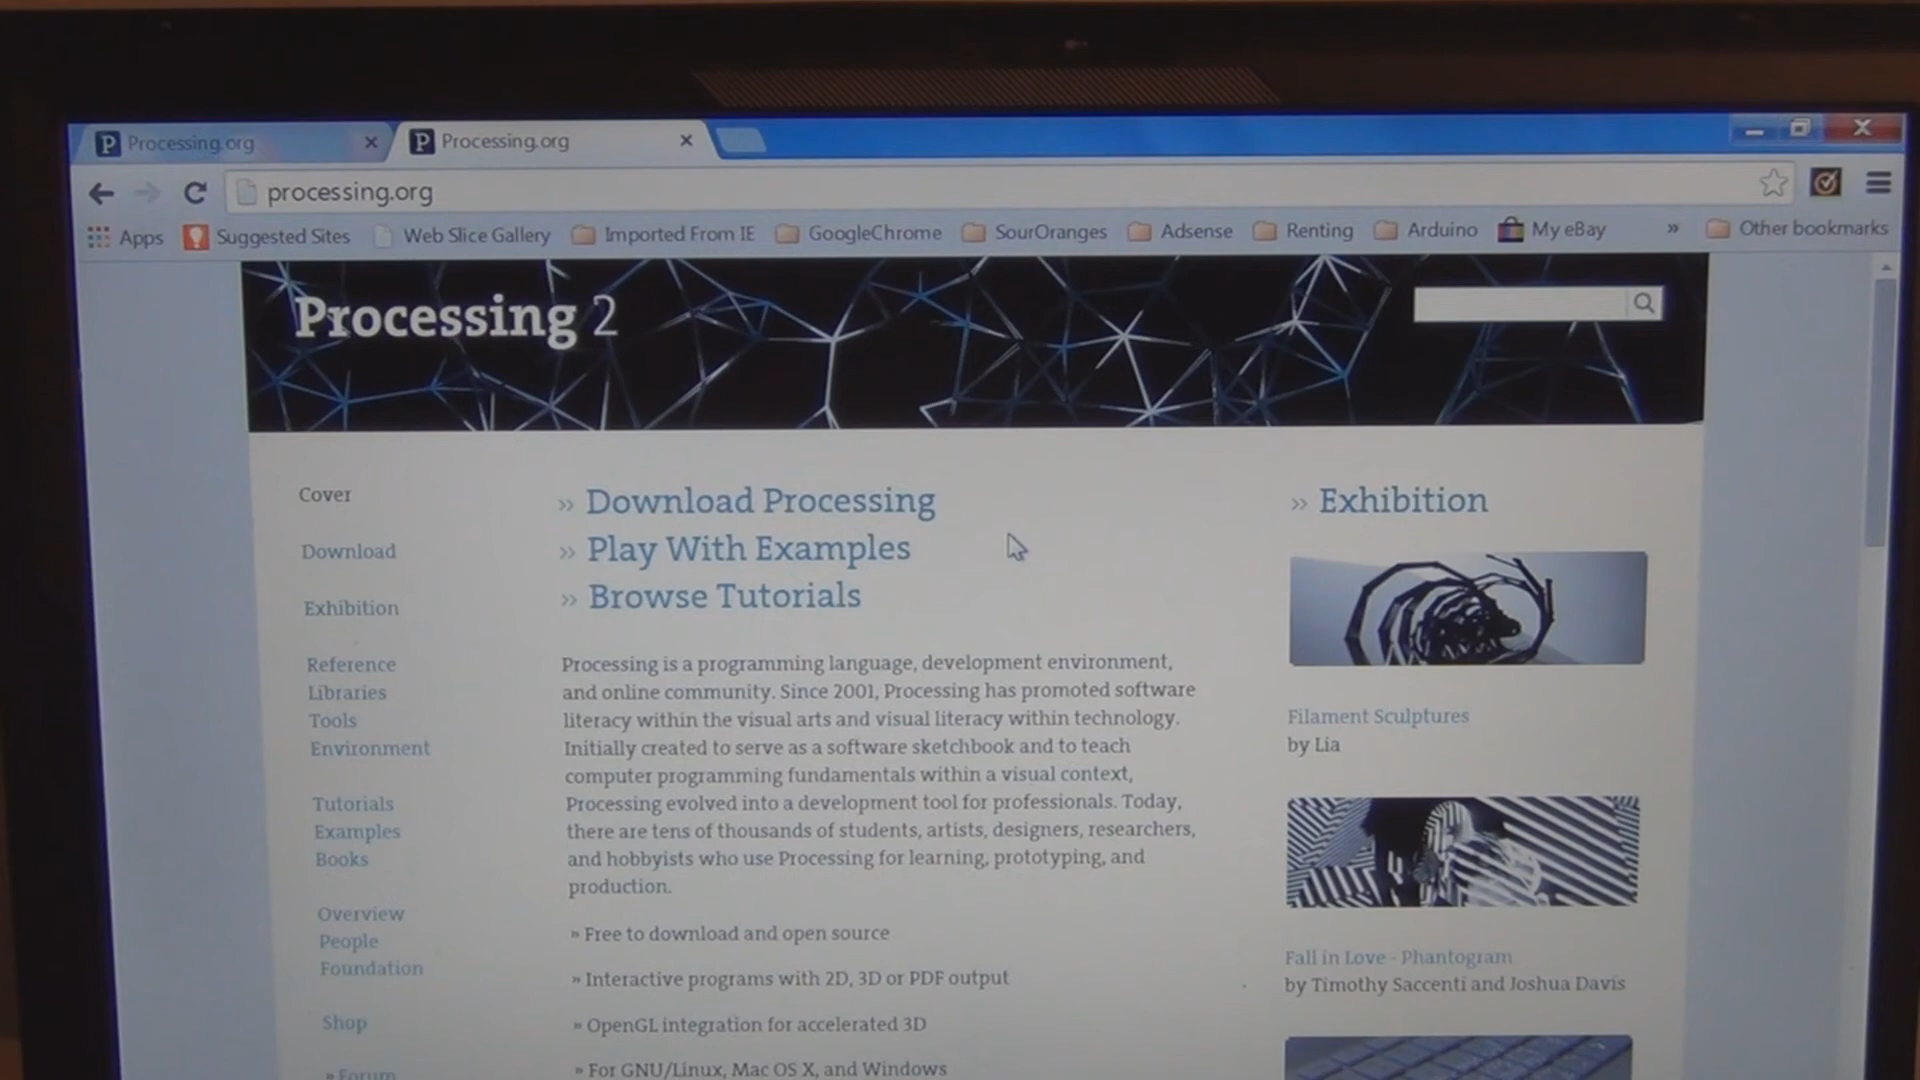 Processing.org
Processing.org
processing.org
Apps
Suggested Sites
Web Slice Gallery
Imported From IE
GoogleChrome
SourOranges
Adsense
Renting
Arduino
My eBay
»
Other bookmarks
Processing 2
Cover
Download
Exhibition
Reference
Libraries
Tools
Environment
Tutorials
Examples
Books
Overview
People
Foundation
Shop
» Forum
» Download Processing
» Play With Examples
» Browse Tutorials
Processing is a programming language, development environment,
and online community. Since 2001, Processing has promoted software
literacy within the visual arts and visual literacy within technology.
Initially created to serve as a software sketchbook and to teach
computer programming fundamentals within a visual context,
Processing evolved into a development tool for professionals. Today,
there are tens of thousands of students, artists, designers, researchers,
and hobbyists who use Processing for learning, prototyping, and
production.
» Free to download and open source
» Interactive programs with 2D, 3D or PDF output
» OpenGL integration for accelerated 3D
» For GNU/Linux, Mac OS X, and Windows
» Exhibition
Filament Sculptures
by Lia
Fall in Love - Phantogram
by Timothy Saccenti and Joshua Davis